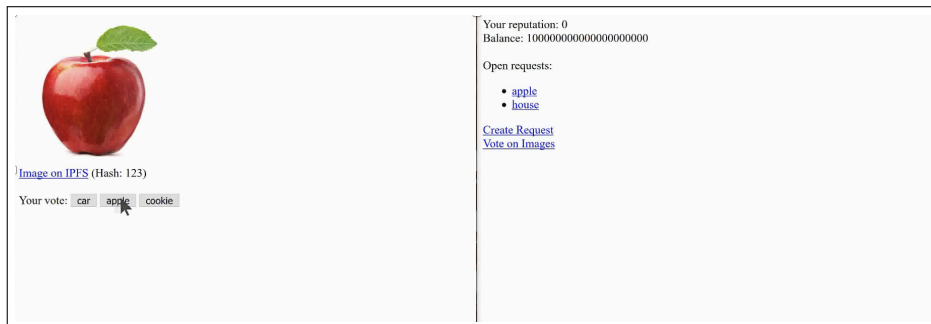 Image on IPFS (Hash: 123)
Your vote: car apple cookie
Your reputation: 0
Balance: 100000000000000000000
Open requests:
apple
house
Create Request
Vote on Images